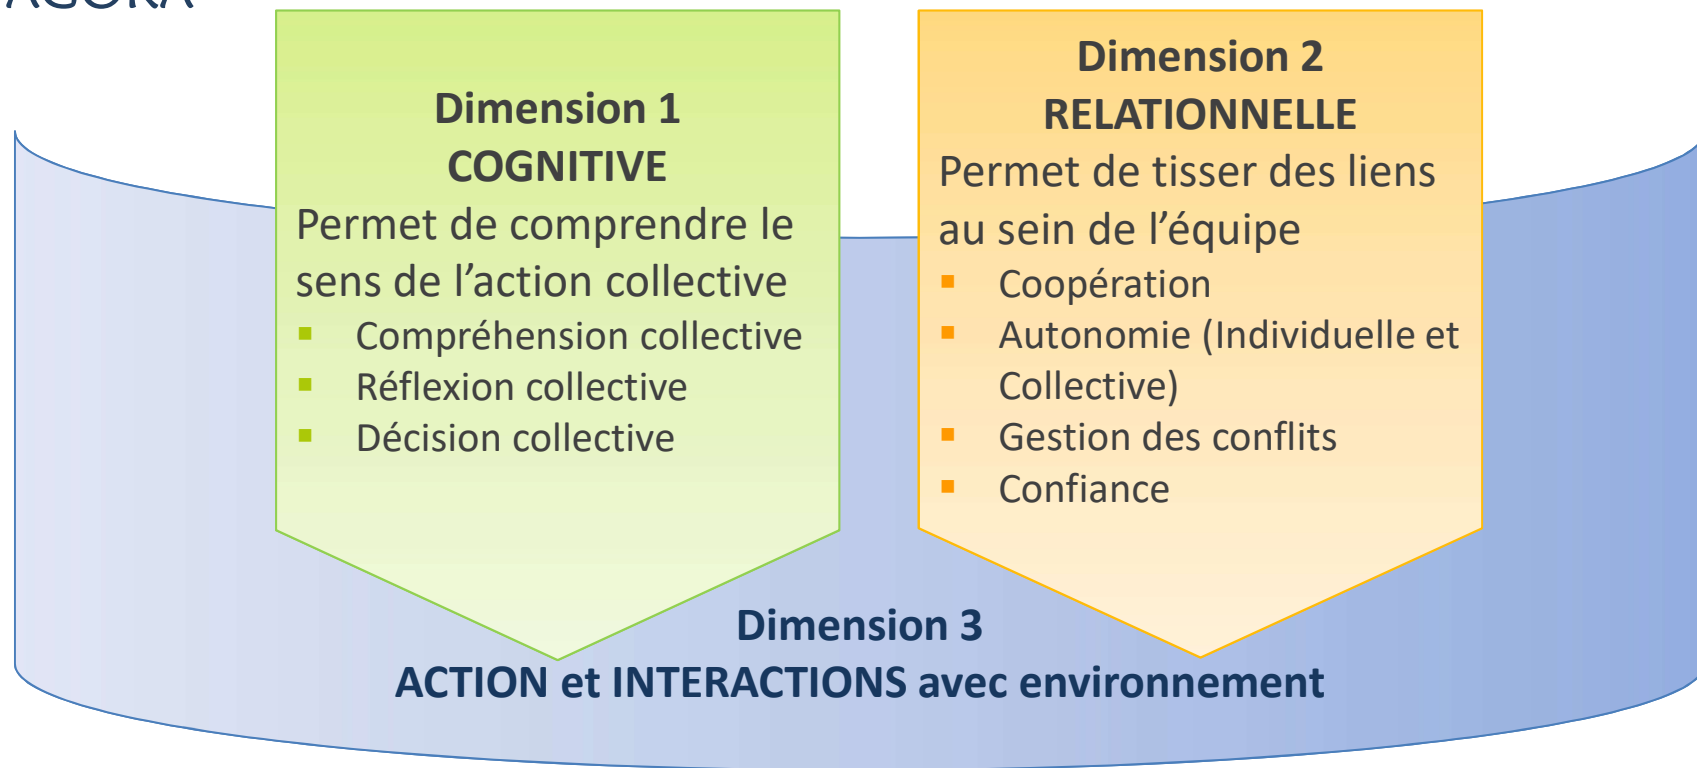 AGORA
Dimension 1
COGNITIVE
Permet de comprendre le
sens de l’action collective
▪ Compréhension collective
▪ Réflexion collective
▪ Décision collective
Dimension 2
RELATIONNELLE
Permet de tisser des liens
au sein de l’équipe
▪ Coopération
▪ Autonomie (Individuelle et
Collective)
▪ Gestion des conflits
▪ Confiance
Dimension 3
ACTION et INTERACTIONS avec environnement